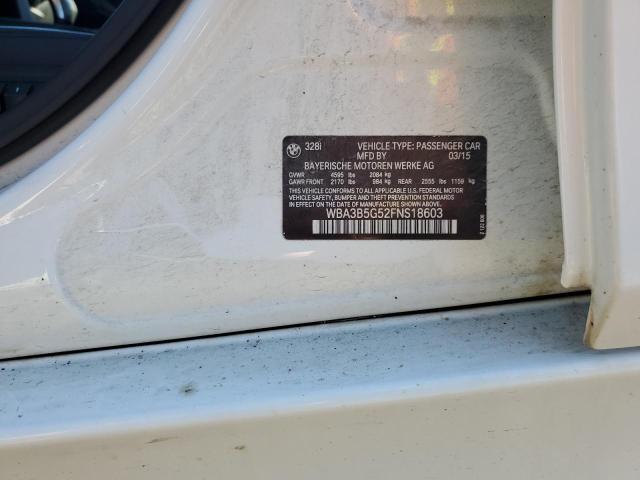 328i VEHICLE TYPE: PASSENGER CAR
MFD BY 03/15
BAYERISCHE MOTOREN WERKE AG
GVWR 4595 lbs 2084 kg
GAWR FRONT 2170 lbs 984 kg REAR 2555 lbs 1159 kg
THIS VEHICLE CONFORMS TO ALL APPLICABLE U.S. FEDERAL MOTOR
VEHICLE SAFETY, BUMPER, AND THEFT PREVENTION STANDARDS
IN EFFECT ON THE DATE OF MANUFACTURE SHOWN ABOVE.
WBA3B5G52FNS18603